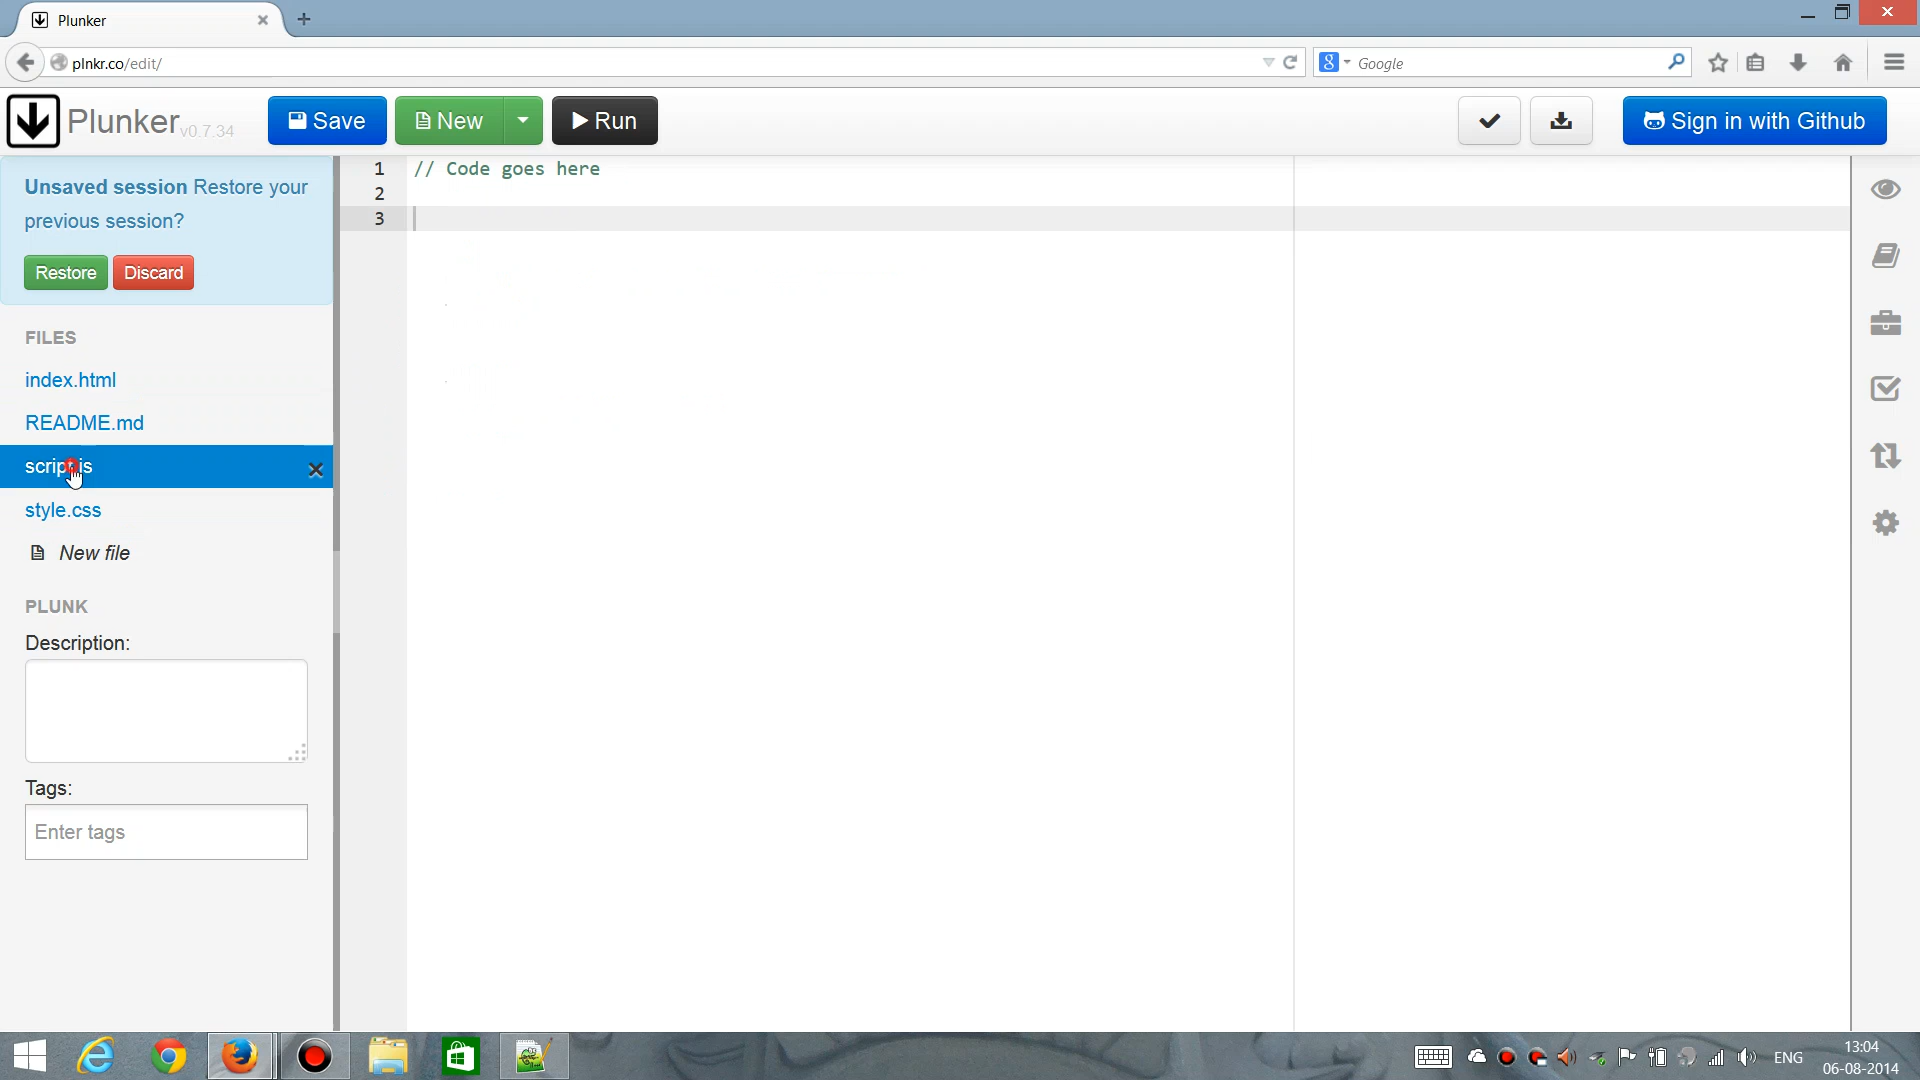 Plunker
plnkr.co/edit/
Google
Plunker v0.7.34
Save
New
Run
Sign in with Github
Unsaved session Restore your
previous session?
Restore
Discard
FILES
index.html
README.md
script.js
style.css
New file
PLUNK
Description:
Tags:
Enter tags
1 // Code goes here
2
3
ENG
13:04
06-08-2014